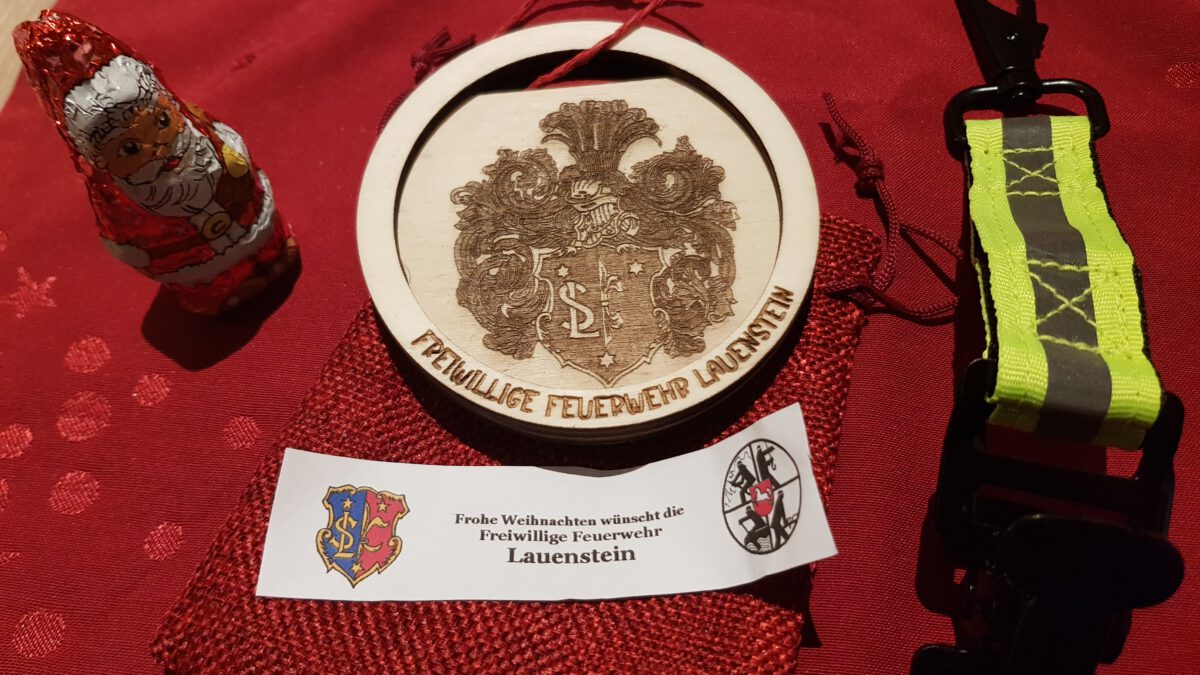 FREIWILLIGE FEUERWEHR LAUENSTEIN
Frohe Weihnachten wünscht die
Freiwillige Feuerwehr
Lauenstein